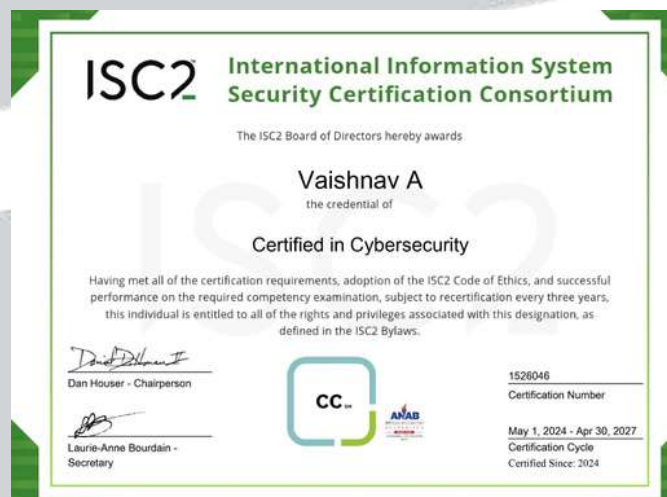 ISC2
International Information System
Security Certification Consortium
The ISC2 Board of Directors hereby awards
Vaishnav A
the credential of
Certified in Cybersecurity
Having met all of the certification requirements, adoption of the ISC2 Code of Ethics, and successful
performance on the required competency examination, subject to recertification every three years,
this individual is entitled to all of the rights and privileges associated with this designation, as
defined in the ISC2 Bylaws.
Dan Houser - Chairperson
Laurie-Anne Bourdain -
Secretary
CC
ANAB
1526046
Certification Number
May 1, 2024 - Apr 30, 2027
Certification Cycle
Certified Since: 2024
ISC2